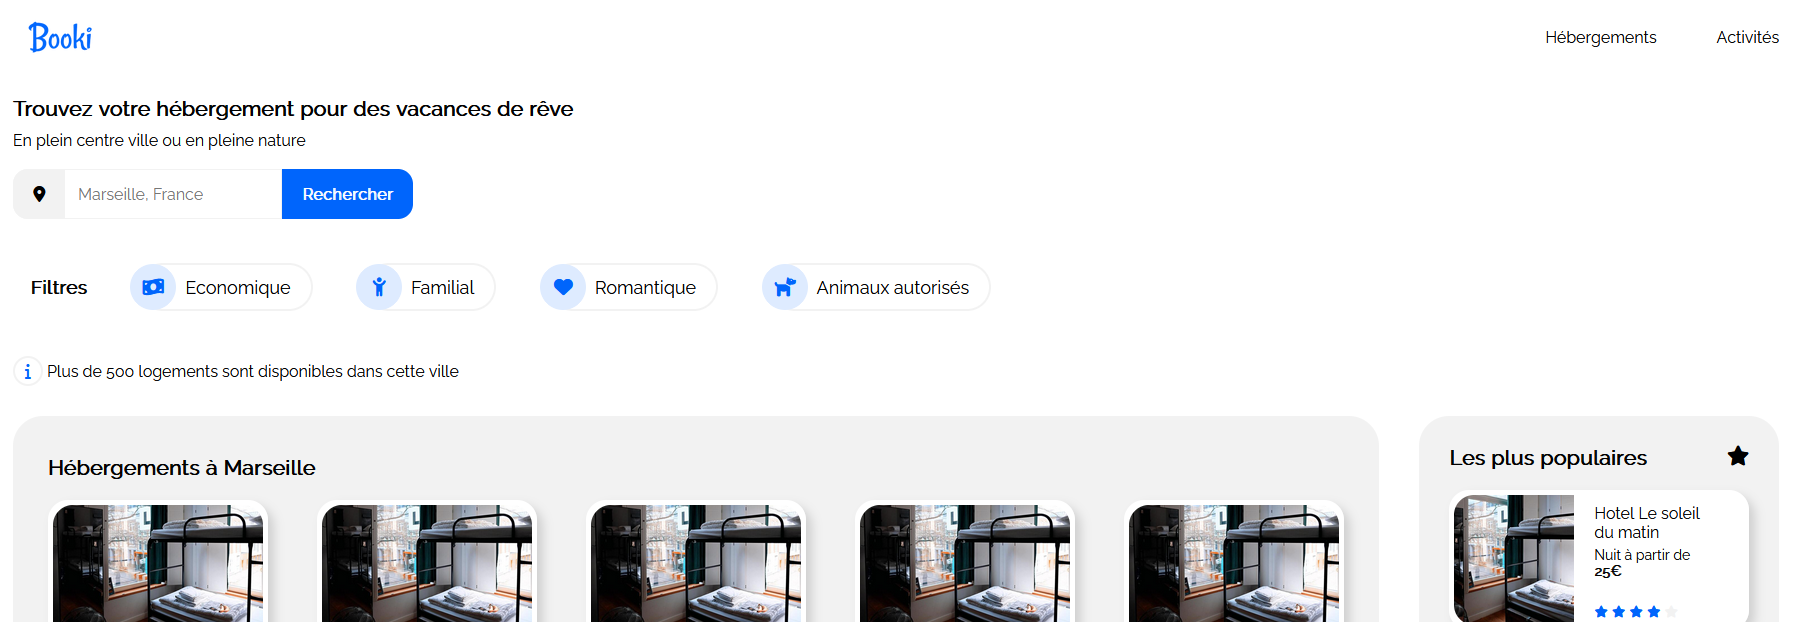 Booki
Hébergements
Activités
Trouvez votre hébergement pour des vacances de rêve
En plein centre ville ou en pleine nature
Marseille, France
Rechercher
Filtres
Economique
Familial
Romantique
Animaux autorisés
Plus de 500 logements sont disponibles dans cette ville
Hébergements à Marseille
Les plus populaires
Hotel Le soleil
du matin
Nuit à partir de
25€